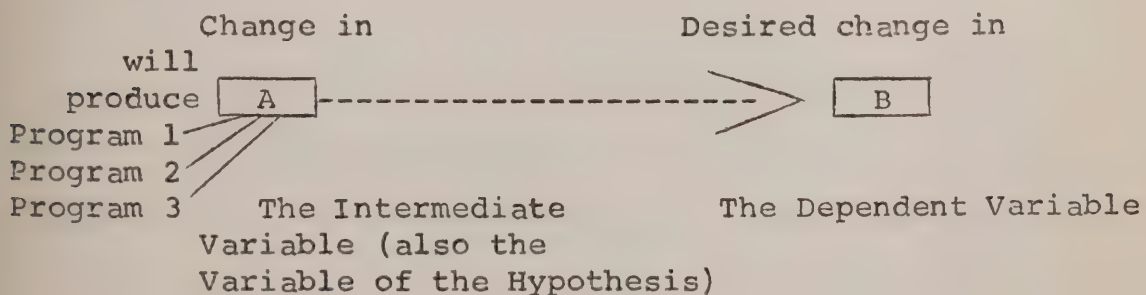 Change in Desired change in
will
produce A B
Program 1
Program 2
Program 3 The Intermediate The Dependent Variable
Variable (also the
Variable of the Hypothesis)